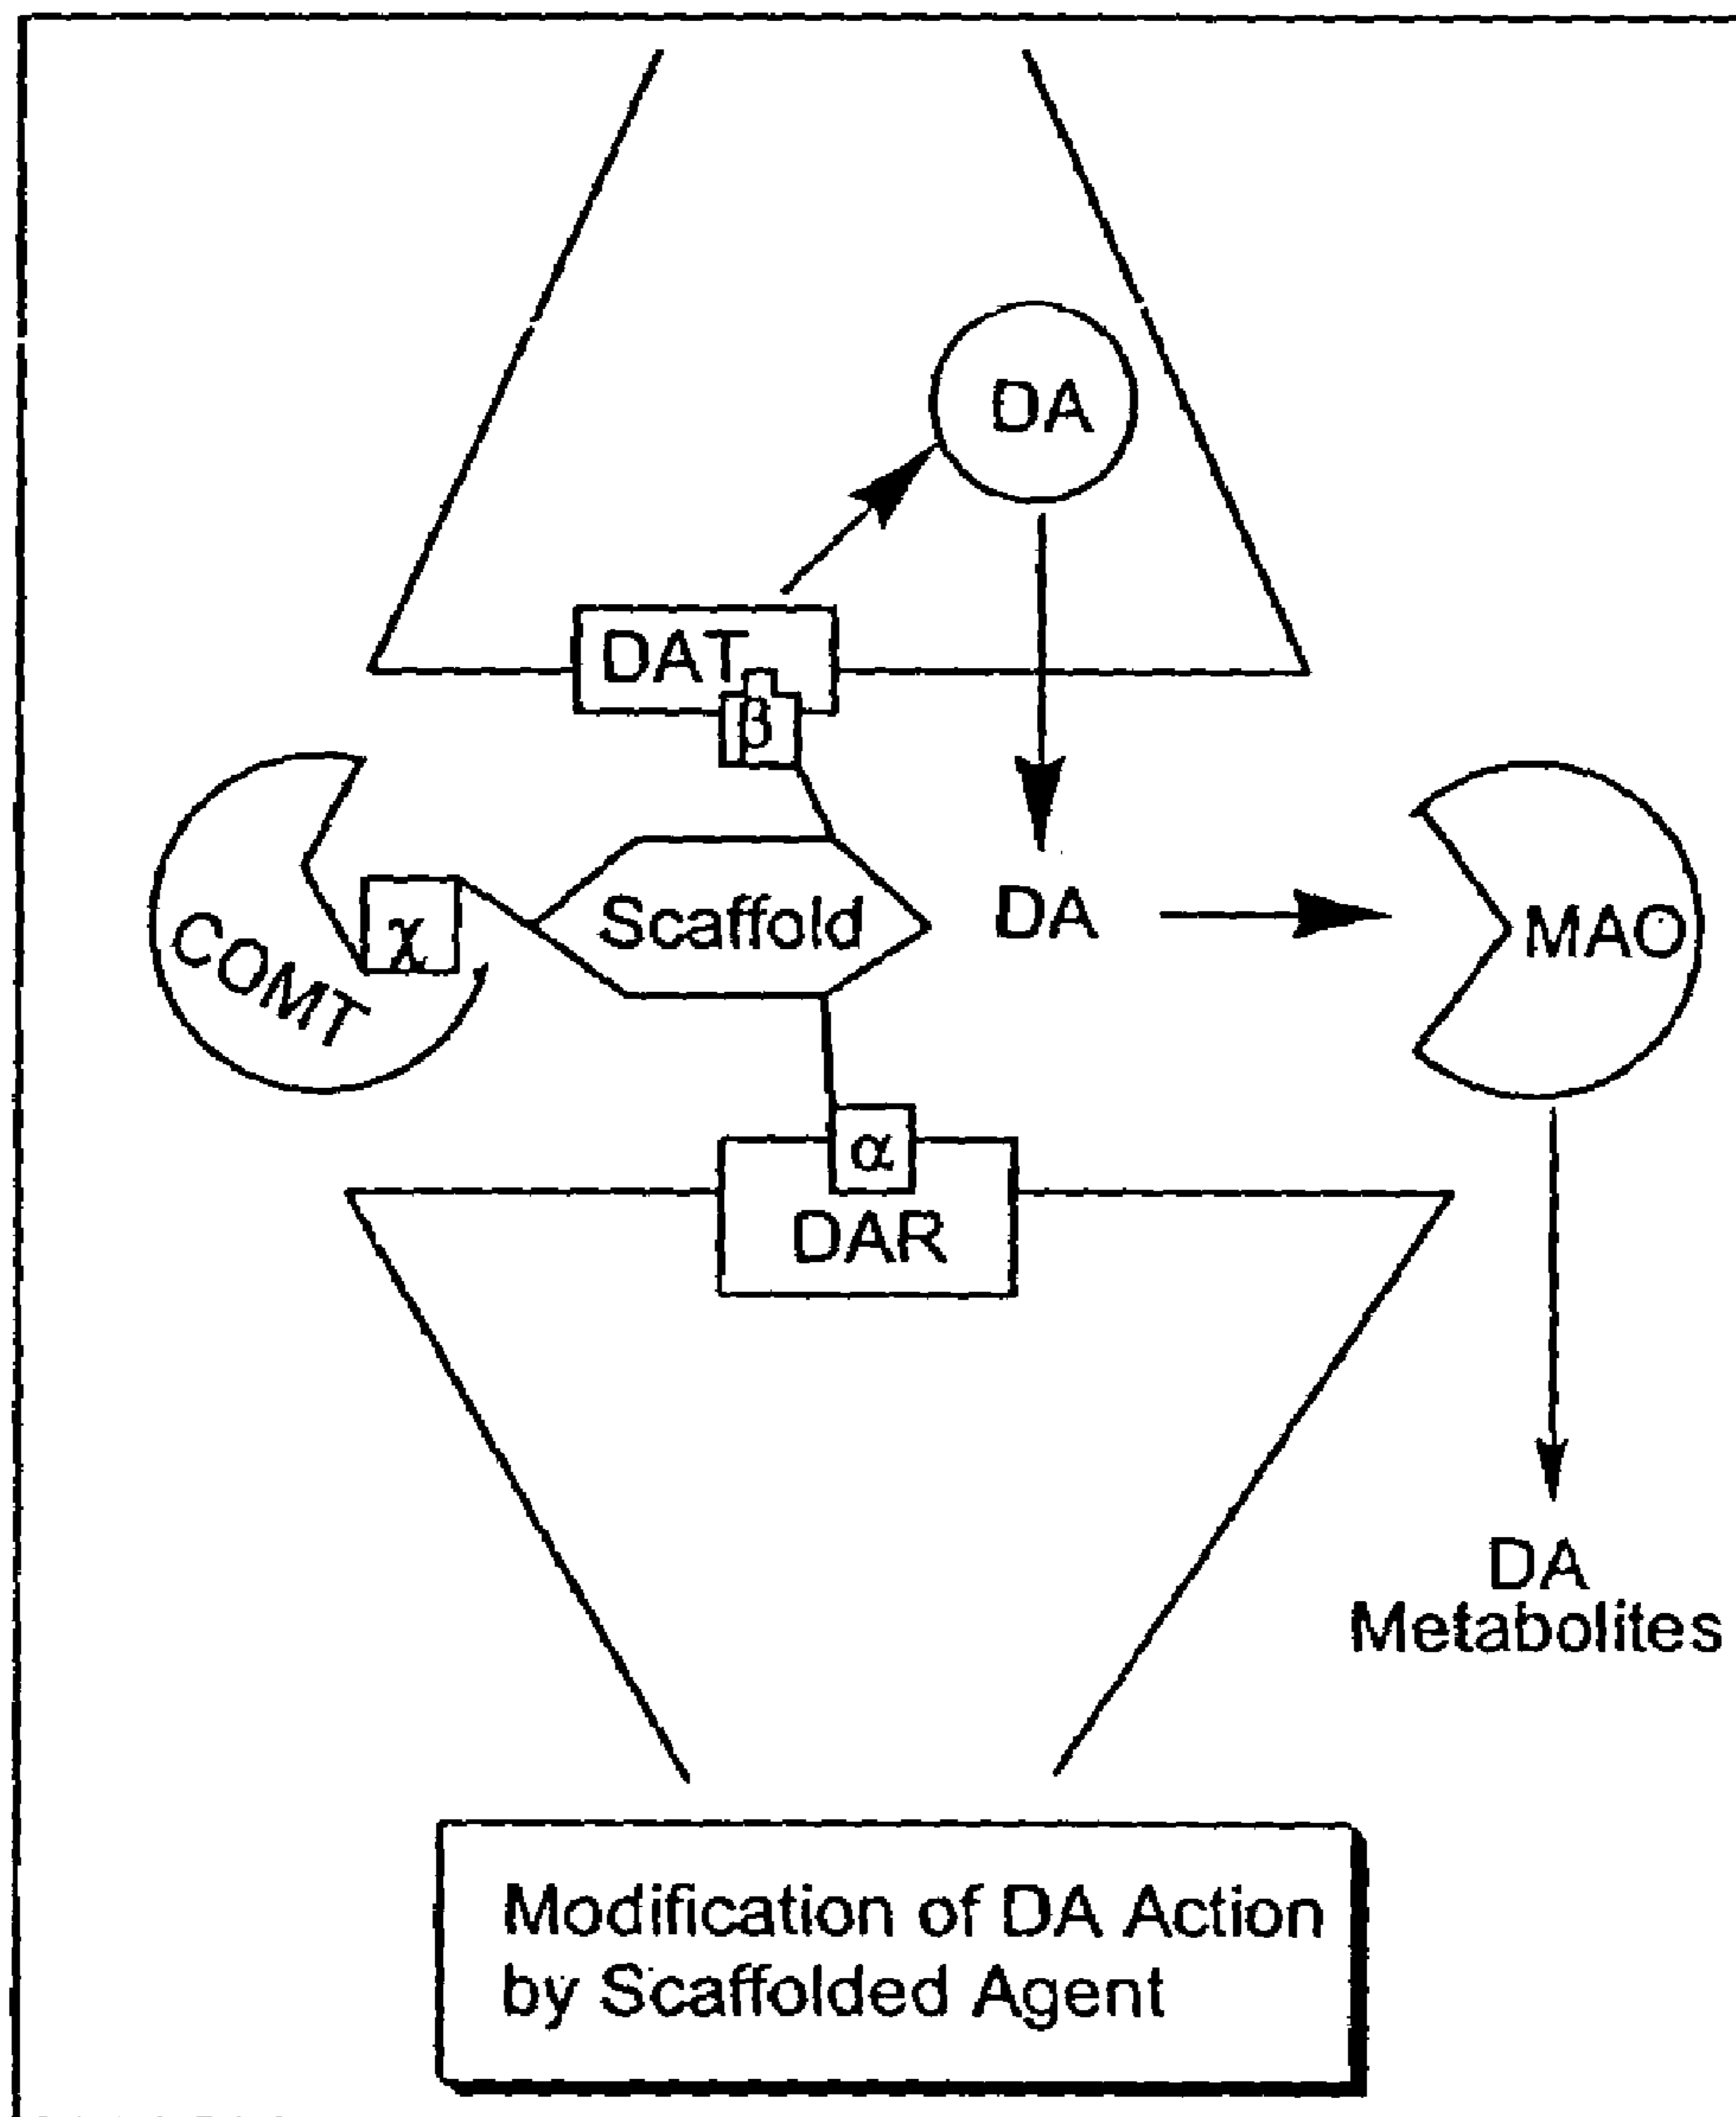 DA
DAT
β
COMT
χ
Scaffold
DA
MAO
α
DAR
DA
Metabolites
Modification of DA Action
by Scaffolded Agent